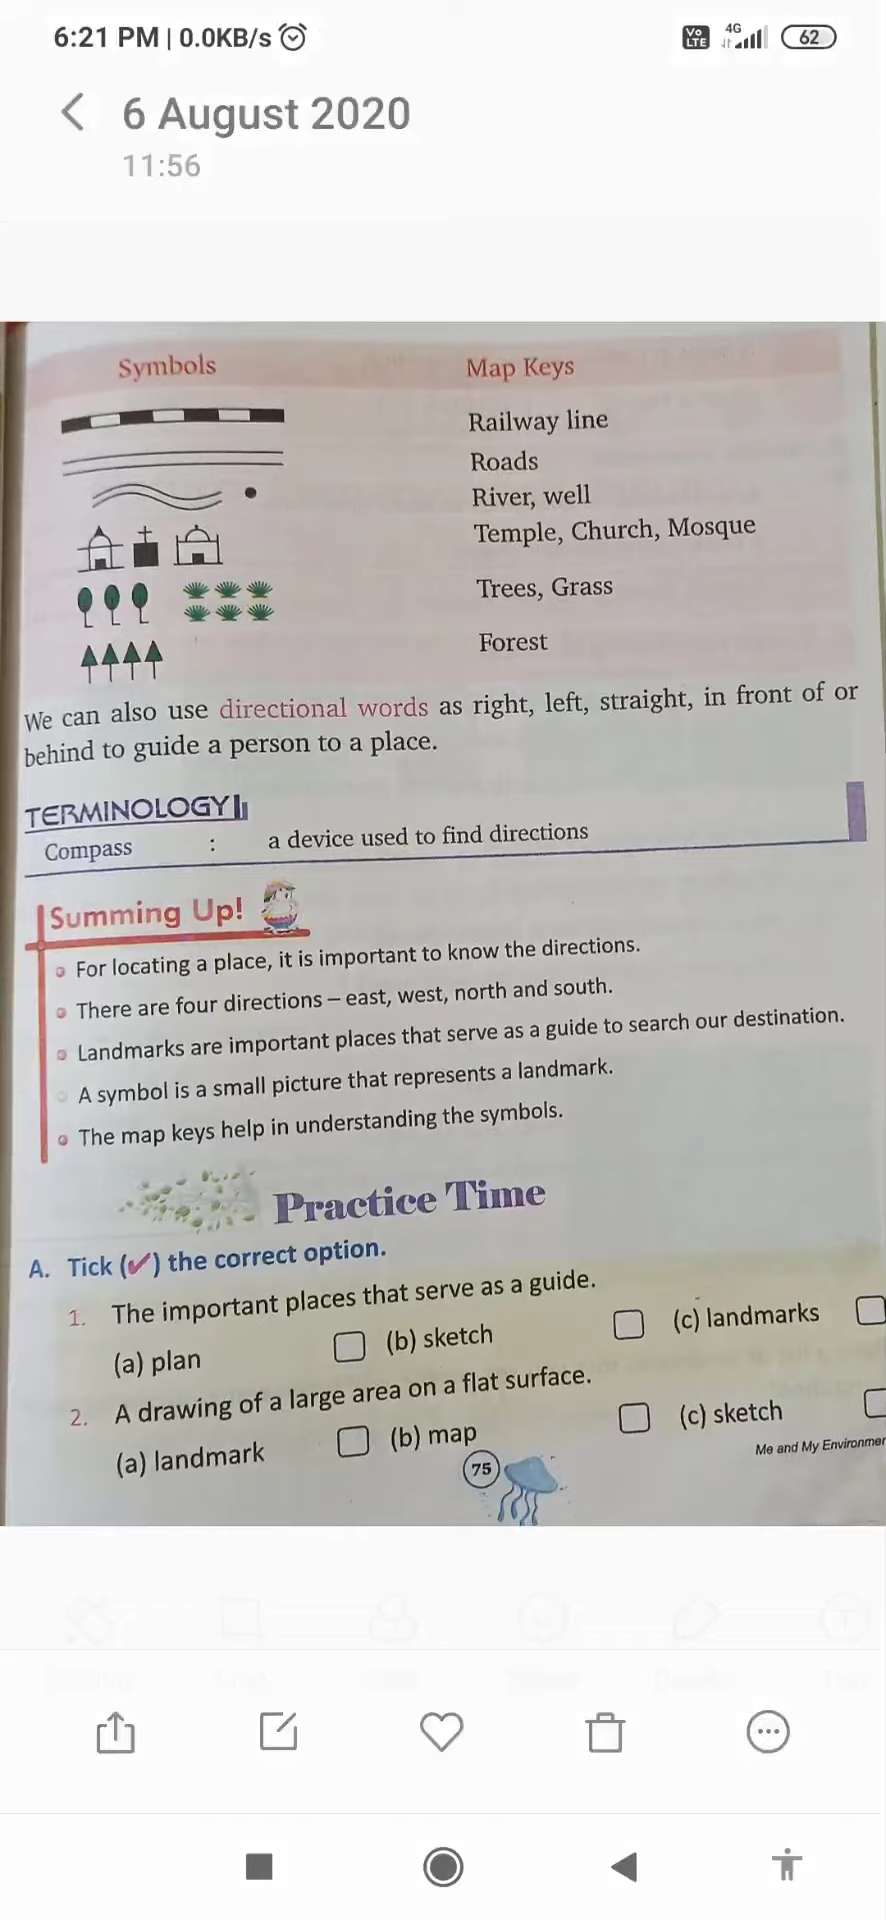 6:21 PM | 0.0KB/s
Vo LTE 4G 62
6 August 2020
11:56
Symbols Map Keys
Railway line
Roads
River, well
Temple, Church, Mosque
Trees, Grass
Forest
We can also use directional words as right, left, straight, in front of or
behind to guide a person to a place.
TERMINOLOGY
Compass : a device used to find directions
Summing Up!
For locating a place, it is important to know the directions.
There are four directions – east, west, north and south.
Landmarks are important places that serve as a guide to search our destination.
A symbol is a small picture that represents a landmark.
The map keys help in understanding the symbols.
Practice Time
A. Tick (✔) the correct option.
1. The important places that serve as a guide.
(a) plan (b) sketch (c) landmarks
2. A drawing of a large area on a flat surface.
(a) landmark (b) map (c) sketch
Me and My Environmen
75